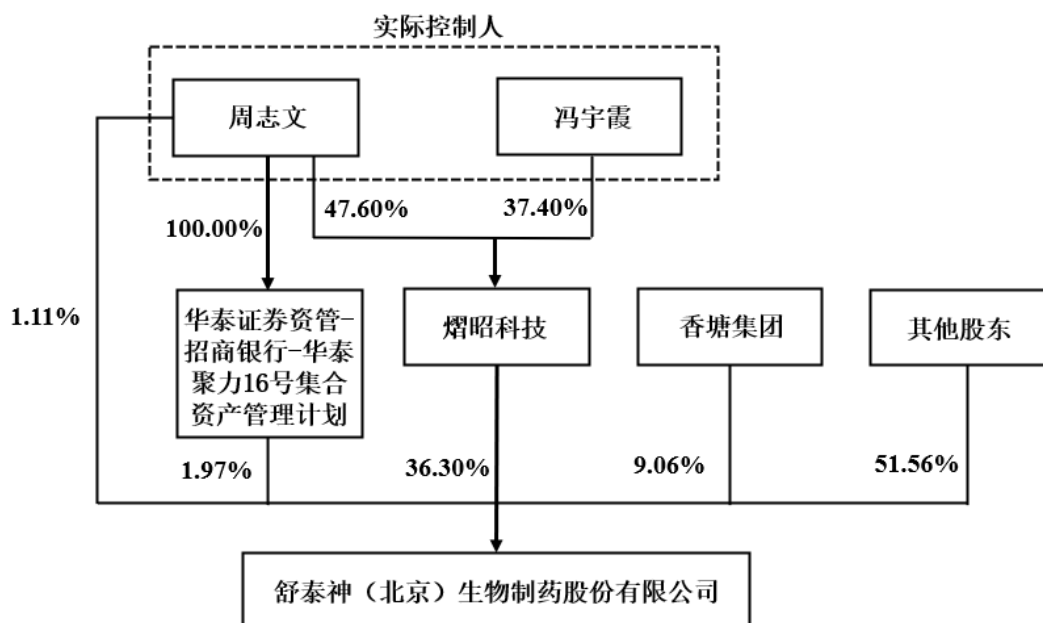 实际控制人
周志文
冯宇霞
47.60%
37.40%
100.00%
1.11%
华泰证券资管-
招商银行-华泰
聚力16号集合
资产管理计划
熠昭科技
香塘集团
其他股东
1.97%
36.30%
9.06%
51.56%
舒泰神（北京）生物制药股份有限公司